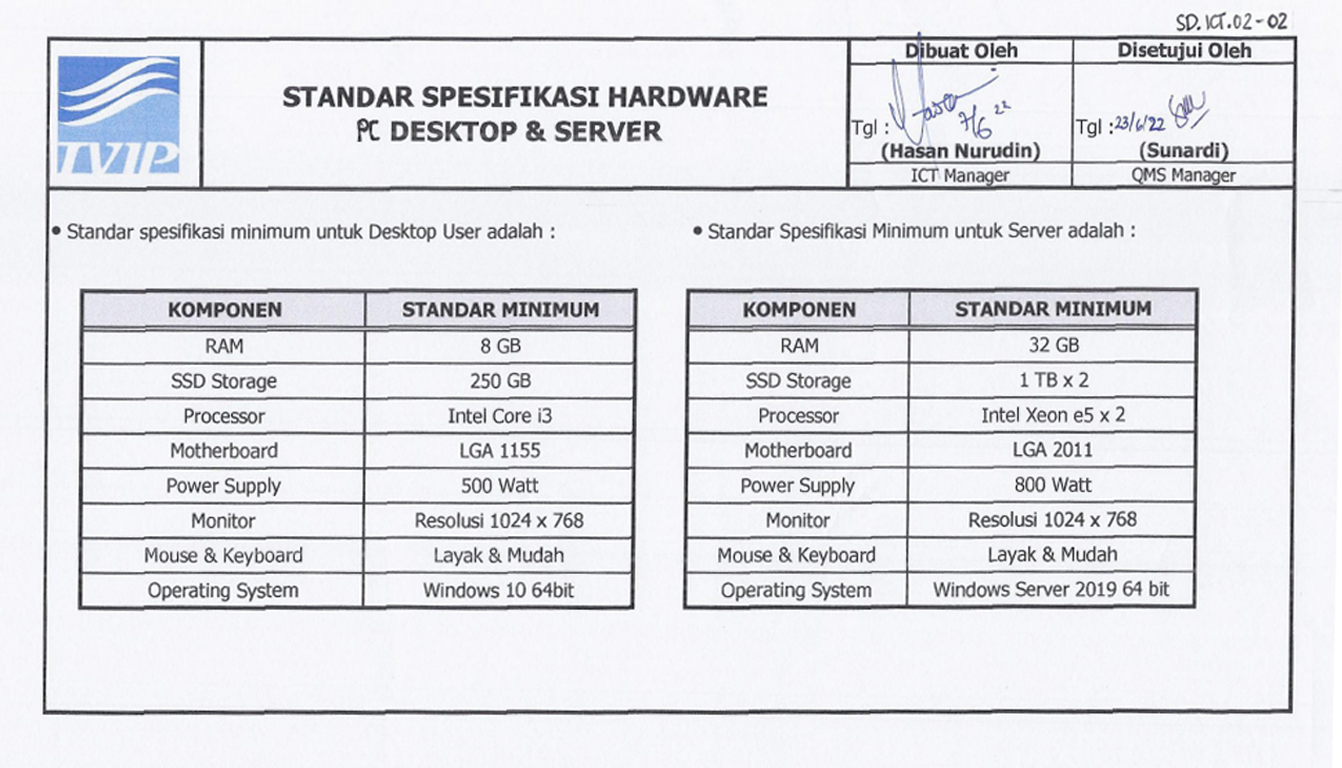 SD.ICT.02-02
TVIP
STANDAR SPESIFIKASI HARDWARE
PC DESKTOP & SERVER
Dibuat Oleh
Tgl : 7/6 22
(Hasan Nurudin)
ICT Manager
Disetujui Oleh
Tgl : 23/6/22
(Sunardi)
QMS Manager
• Standar spesifikasi minimum untuk Desktop User adalah :
KOMPONEN STANDAR MINIMUM
RAM 8 GB
SSD Storage 250 GB
Processor Intel Core i3
Motherboard LGA 1155
Power Supply 500 Watt
Monitor Resolusi 1024 x 768
Mouse & Keyboard Layak & Mudah
Operating System Windows 10 64bit
• Standar Spesifikasi Minimum untuk Server adalah :
KOMPONEN STANDAR MINIMUM
RAM 32 GB
SSD Storage 1 TB x 2
Processor Intel Xeon e5 x 2
Motherboard LGA 2011
Power Supply 800 Watt
Monitor Resolusi 1024 x 768
Mouse & Keyboard Layak & Mudah
Operating System Windows Server 2019 64 bit